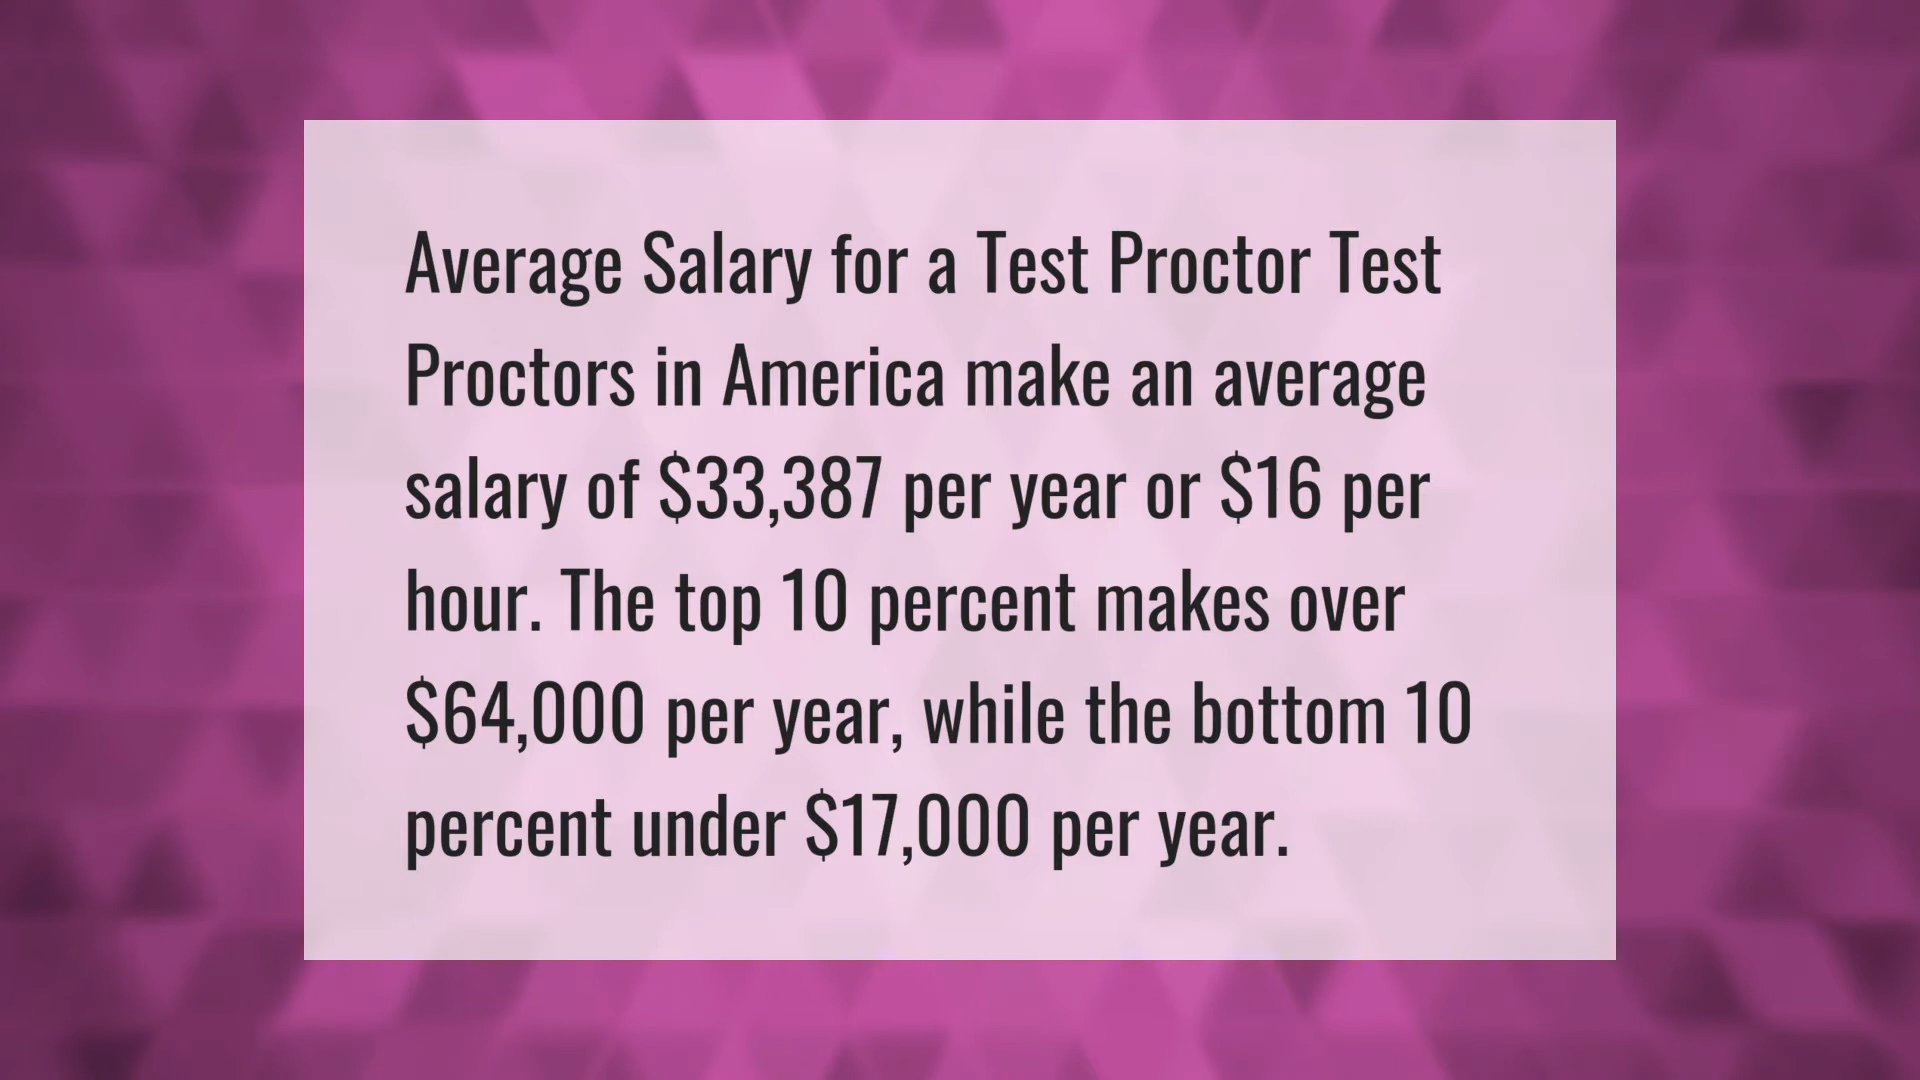 Average Salary for a Test Proctor Test
Proctors in America make an average
salary of $33,387 per year or $16 per
hour. The top 10 percent makes over
$64,000 per year, while the bottom 10
percent under $17,000 per year.